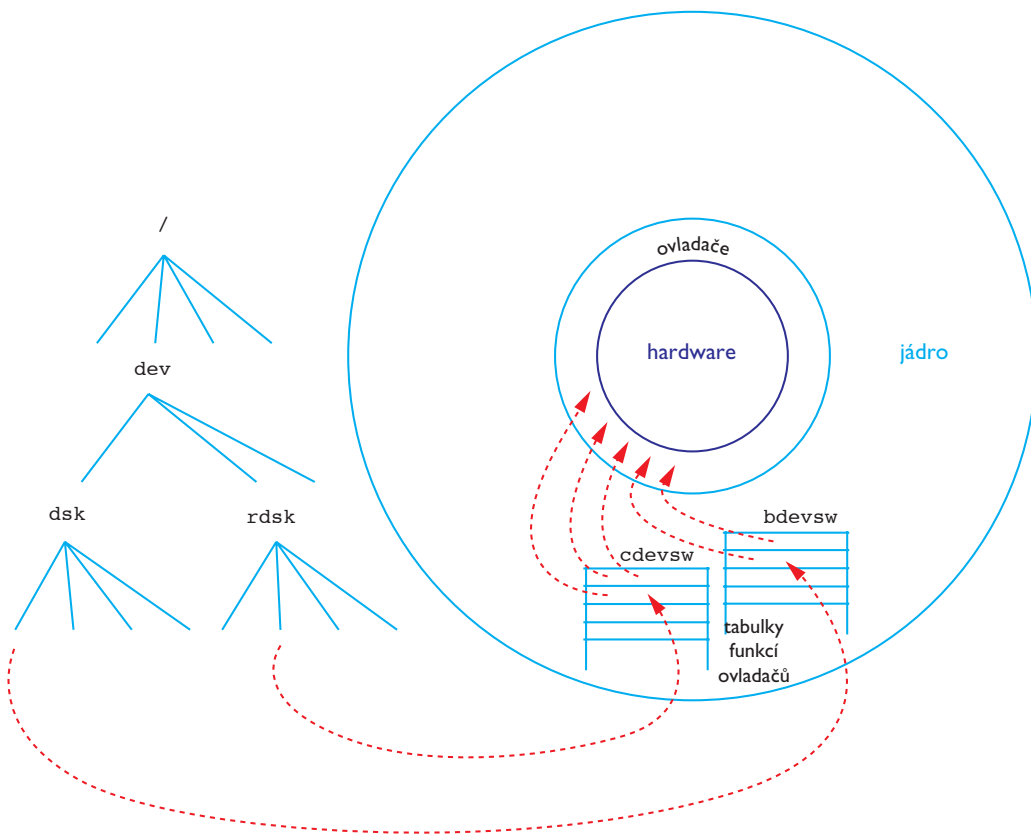 /
ovladače
hardware
jádro
dev
dsk
rdsk
bdevsw
cdevsw
tabulky
funkcí
ovladačů